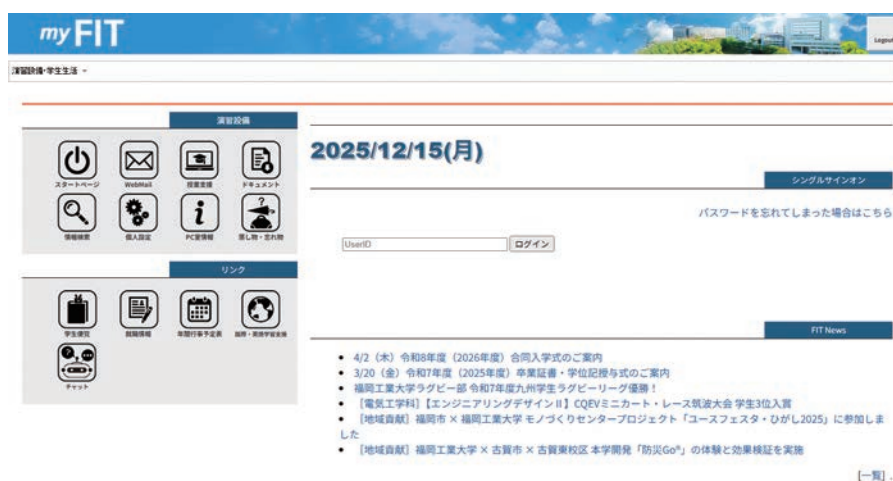 myFIT
Logout
演習設備・学生生活
演習設備
スタートページ
WebMail
授業支援
ドキュメント
情報検索
個人設定
PC室情報
落し物・忘れ物
リンク
学生便覧
就職情報
年間行事予定表
国際・英語学習支援
チャット
2025/12/15(月)
シングルサインオン
パスワードを忘れてしまった場合はこちら
UserID
ログイン
FIT News
4/2（木）令和8年度（2026年度）合同入学式のご案内
3/20（金）令和7年度（2025年度）卒業証書・学位記授与式のご案内
福岡工業大学ラグビー部 令和7年度九州学生ラグビーリーグ優勝！
［電気工学科］【エンジニアリングデザインⅡ】CQEVミニカート・レース筑波大会 学生3位入賞
［地域貢献］福岡市 × 福岡工業大学 モノづくりセンタープロジェクト「ユースフェスタ・ひがし2025」に参加しま
した
［地域貢献］福岡工業大学 × 古賀市 × 古賀東校区 本学開発「防災Go®」の体験と効果検証を実施
[一覧]